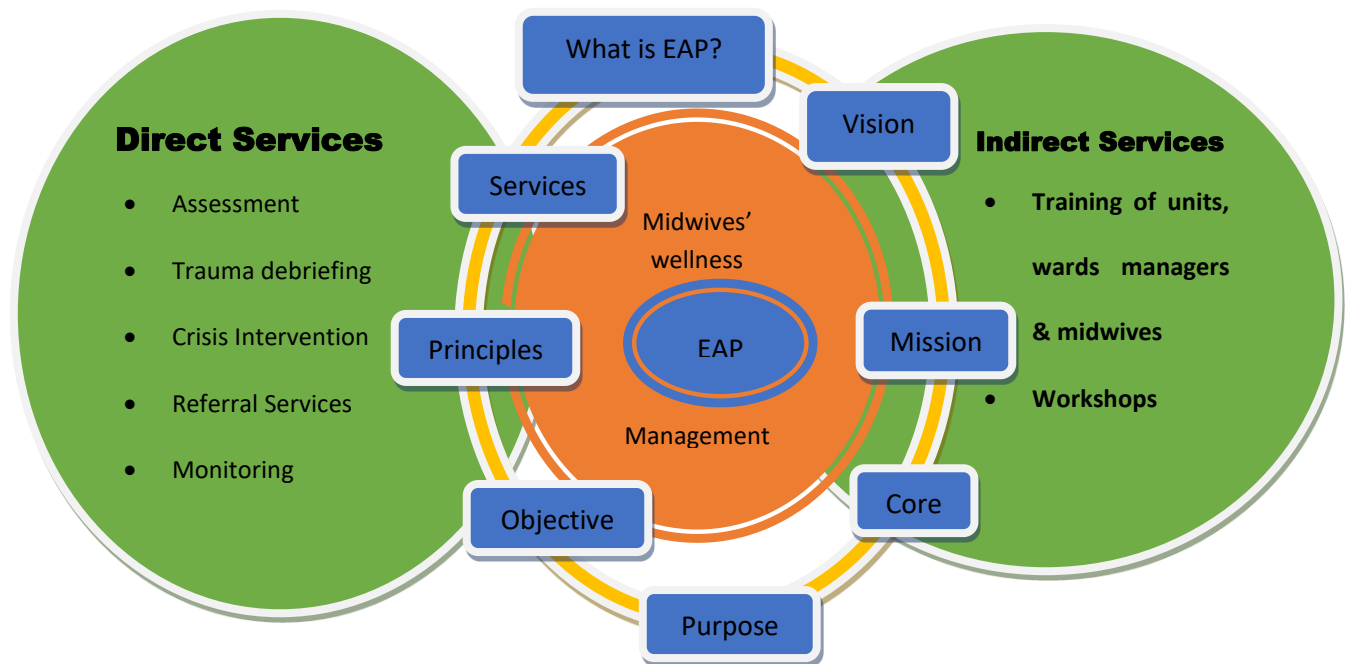 What is EAP?
Vision
Direct Services
Indirect Services
Services
• Assessment
• Trauma debriefing
• Crisis Intervention
• Referral Services
• Monitoring
Midwives’
wellness
EAP
Management
• Training of units,
wards managers
& midwives
• Workshops
Principles
Mission
Objective
Core
Purpose